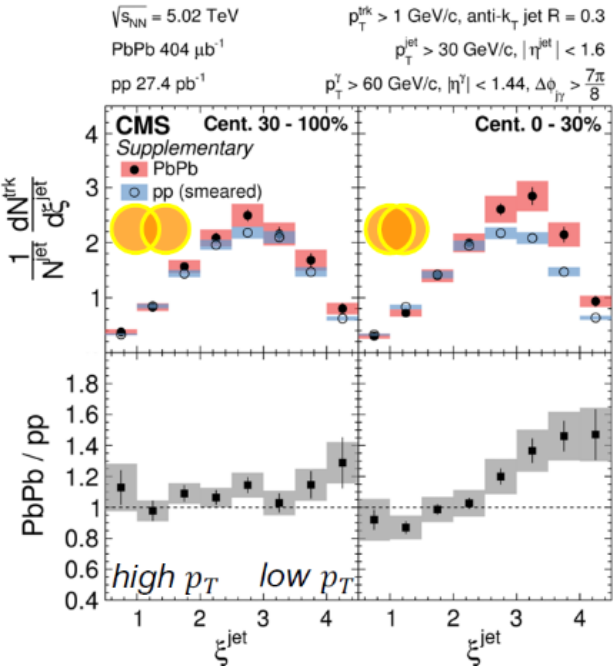 √s_NN = 5.02 TeV
PbPb 404 μb⁻¹
pp 27.4 pb⁻¹
p_T^trk > 1 GeV/c, anti-k_T jet R = 0.3
p_T^jet > 30 GeV/c, |η^jet| < 1.6
p_T^γ > 60 GeV/c, |η^γ| < 1.44, Δϕ_jγ > 7π/8
CMS Cent. 30 - 100%
Supplementary
PbPb
pp (smeared)
Cent. 0 - 30%
1/N^jet dN^trk/dξ^jet
4
3
2
1
PbPb / pp
1.8
1.6
1.4
1.2
1
0.8
0.6
0.4
high p_T low p_T
1 2 3 4
1 2 3 4
ξ^jet
ξ^jet